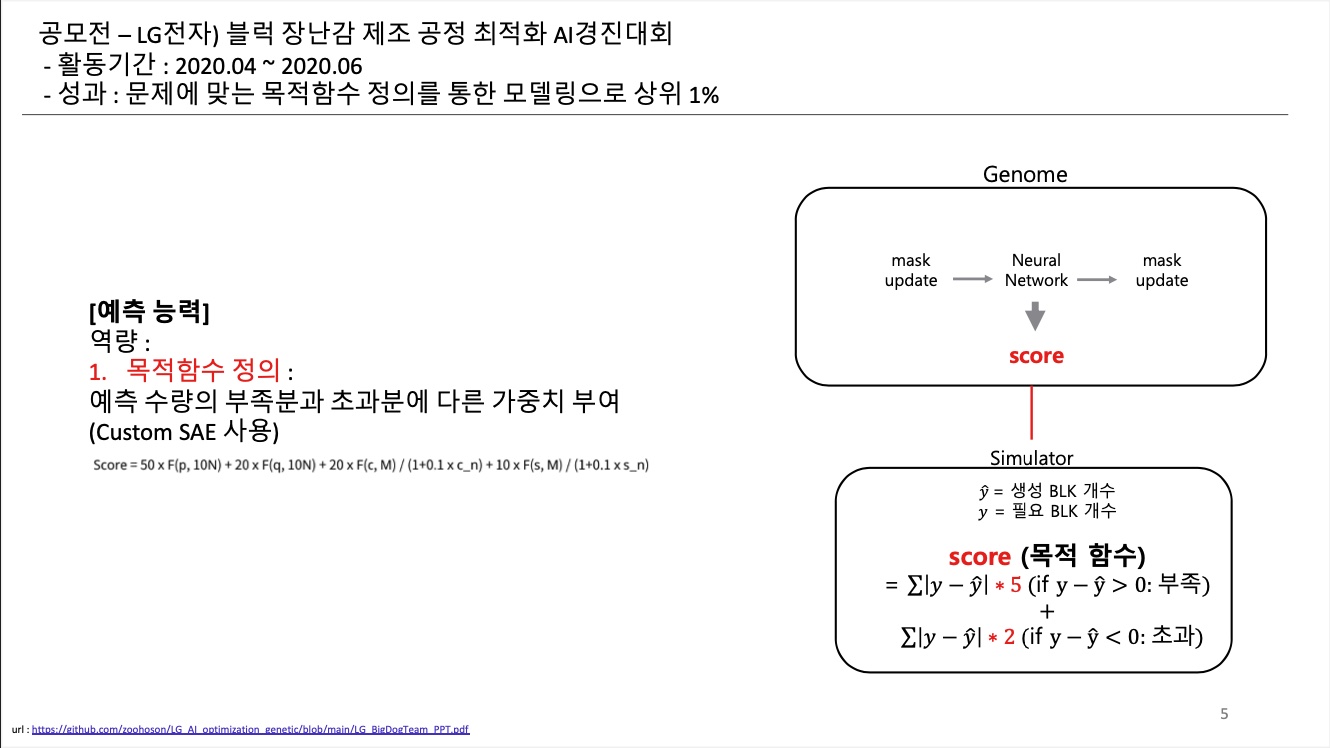 공모전 – LG전자) 블럭 장난감 제조 공정 최적화 AI경진대회
- 활동기간 : 2020.04 ~ 2020.06
- 성과 : 문제에 맞는 목적함수 정의를 통한 모델링으로 상위 1%
[예측 능력]
역량 :
1. 목적함수 정의 :
예측 수량의 부족분과 초과분에 다른 가중치 부여
(Custom SAE 사용)
Score = 50 x F(p, 10N) + 20 x F(q, 10N) + 20 x F(c, M) / (1+0.1 x c_n) + 10 x F(s, M) / (1+0.1 x s_n)
Genome
mask update
Neural Network
mask update
score
Simulator
ŷ = 생성 BLK 개수
y = 필요 BLK 개수
score (목적 함수)
= ∑|y − ŷ| * 5 (if y − ŷ > 0: 부족)
+
∑|y − ŷ| * 2 (if y − ŷ < 0: 초과)
5
url : https://github.com/zoohoson/LG_AI_optimization_genetic/blob/main/LG_BigDogTeam_PPT.pdf